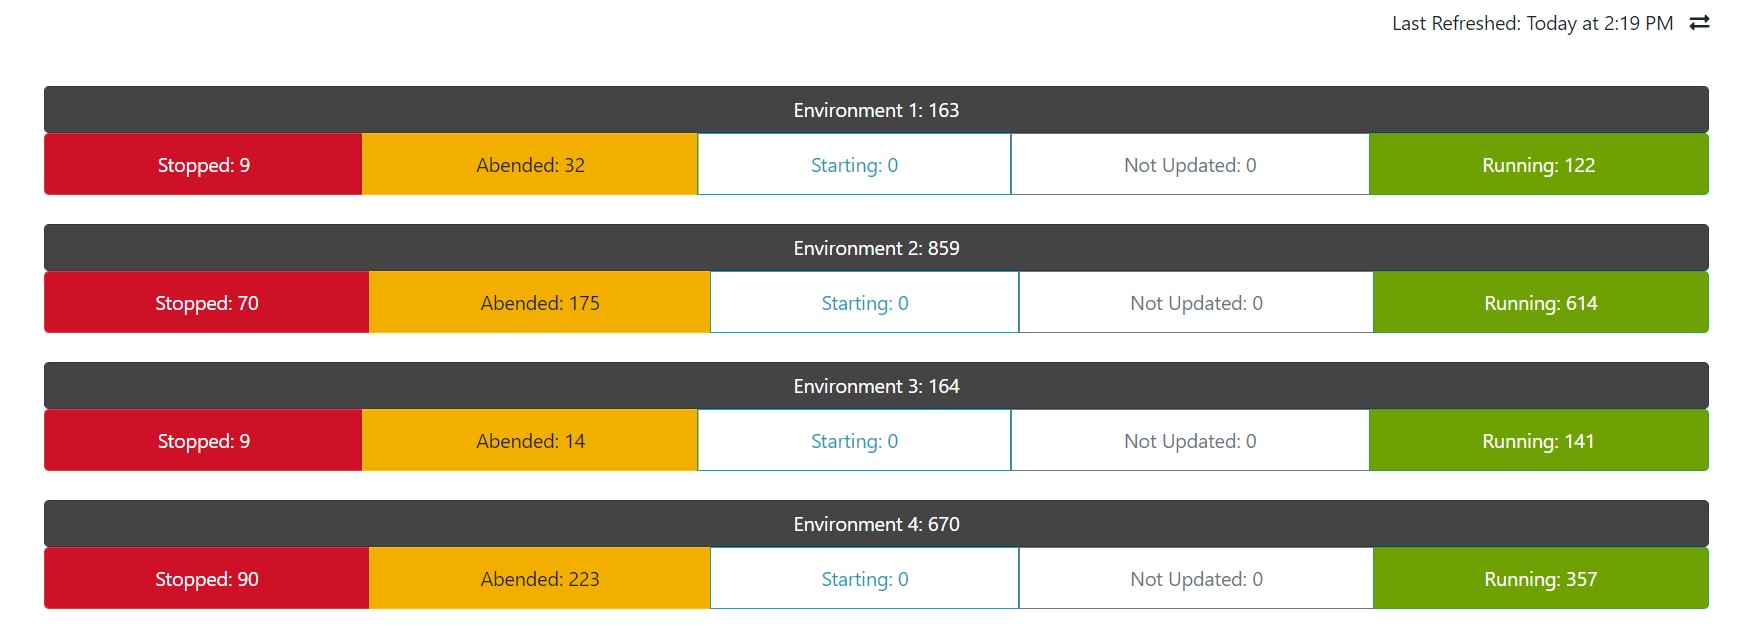 Last Refreshed: Today at 2:19 PM
Environment 1: 163
Stopped: 9 Abended: 32 Starting: 0 Not Updated: 0 Running: 122
Environment 2: 859
Stopped: 70 Abended: 175 Starting: 0 Not Updated: 0 Running: 614
Environment 3: 164
Stopped: 9 Abended: 14 Starting: 0 Not Updated: 0 Running: 141
Environment 4: 670
Stopped: 90 Abended: 223 Starting: 0 Not Updated: 0 Running: 357